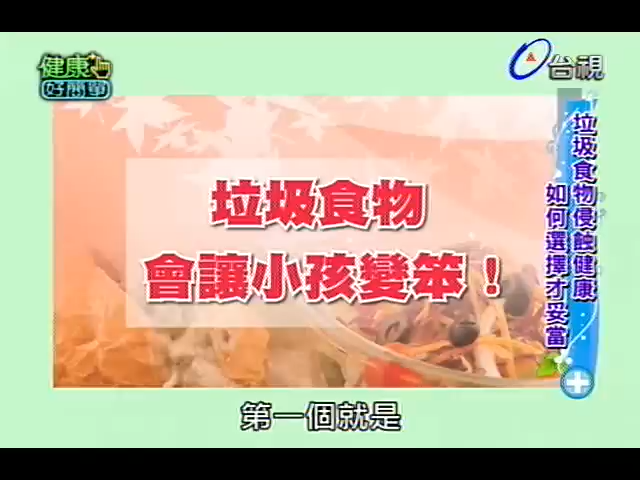 健康
好簡單
台視
垃圾食物
會讓小孩變笨！
垃圾食物侵蝕健康
如何選擇才妥當
第一個就是